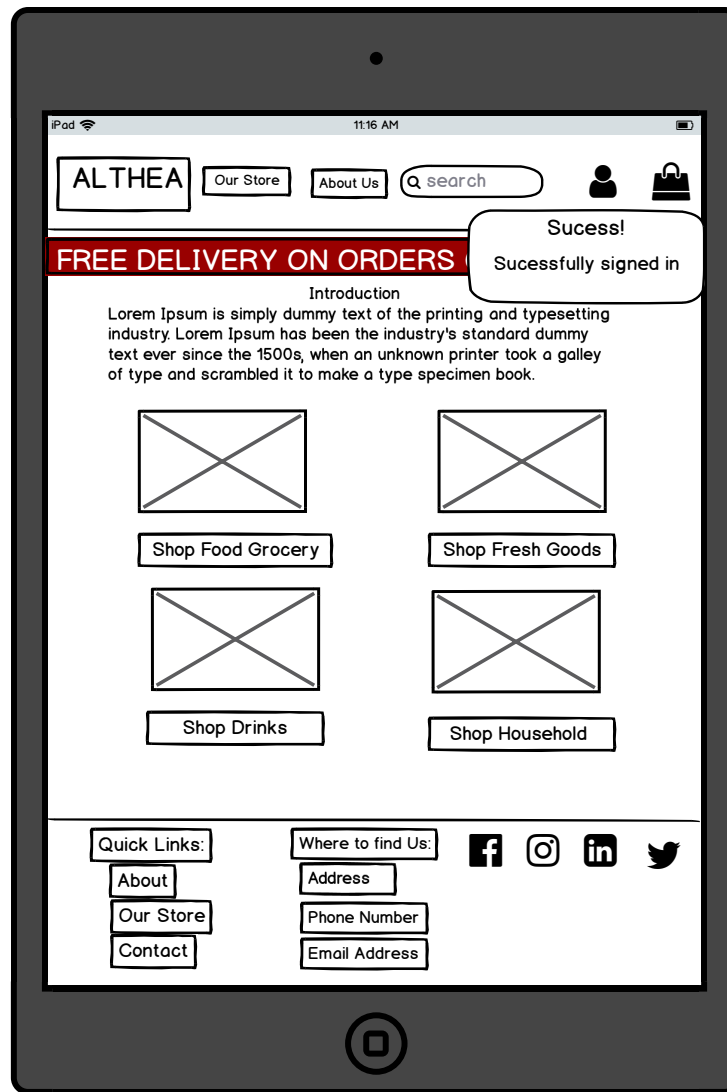 iPad
11:16 AM
ALTHEA
Our Store
About Us
search
Sucess!
Sucessfully signed in
FREE DELIVERY ON ORDERS
Introduction
Lorem Ipsum is simply dummy text of the printing and typesetting
industry. Lorem Ipsum has been the industry's standard dummy
text ever since the 1500s, when an unknown printer took a galley
of type and scrambled it to make a type specimen book.
Shop Food Grocery
Shop Fresh Goods
Shop Drinks
Shop Household
Quick Links:
About
Our Store
Contact
Where to find Us:
Address
Phone Number
Email Address